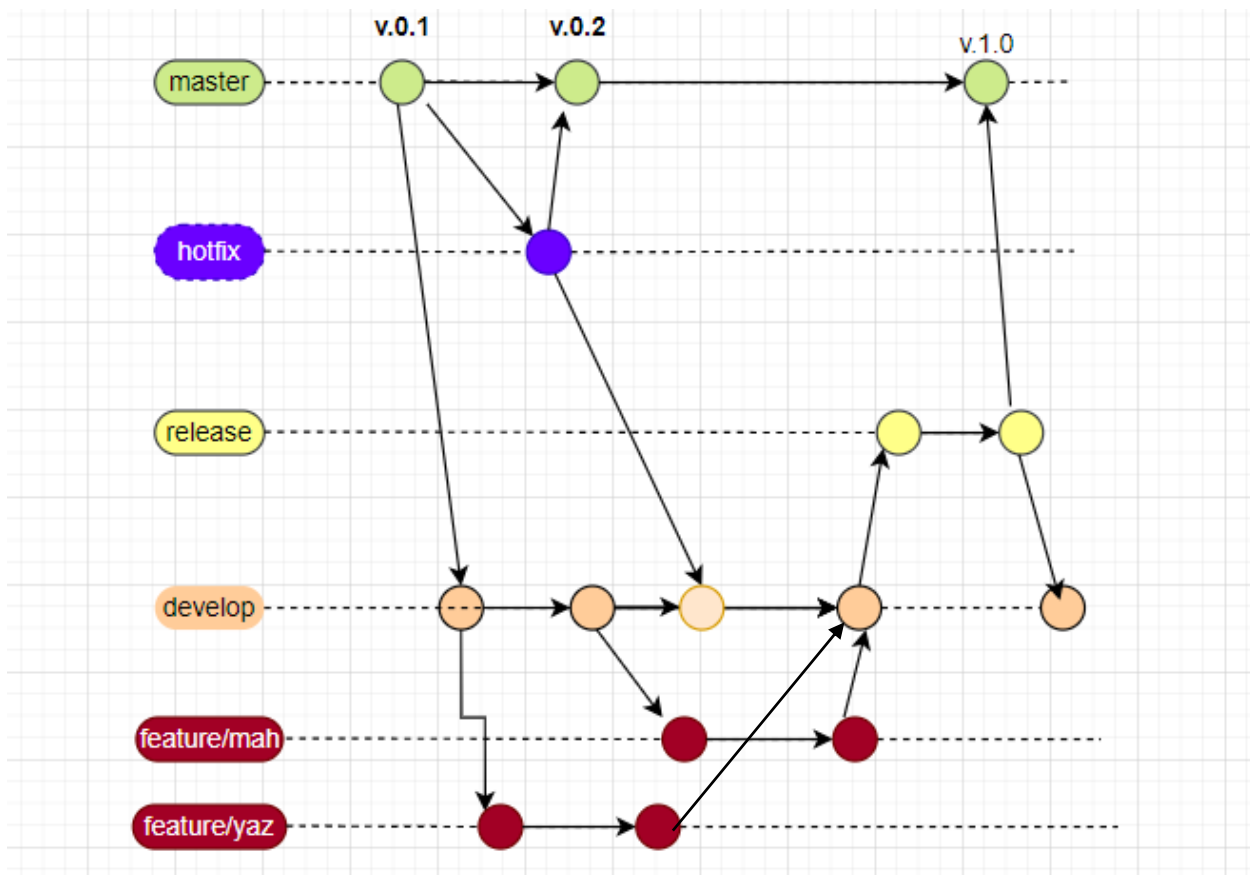 v.0.1
v.0.2
v.1.0
master
hotfix
release
develop
feature/mah
feature/yaz